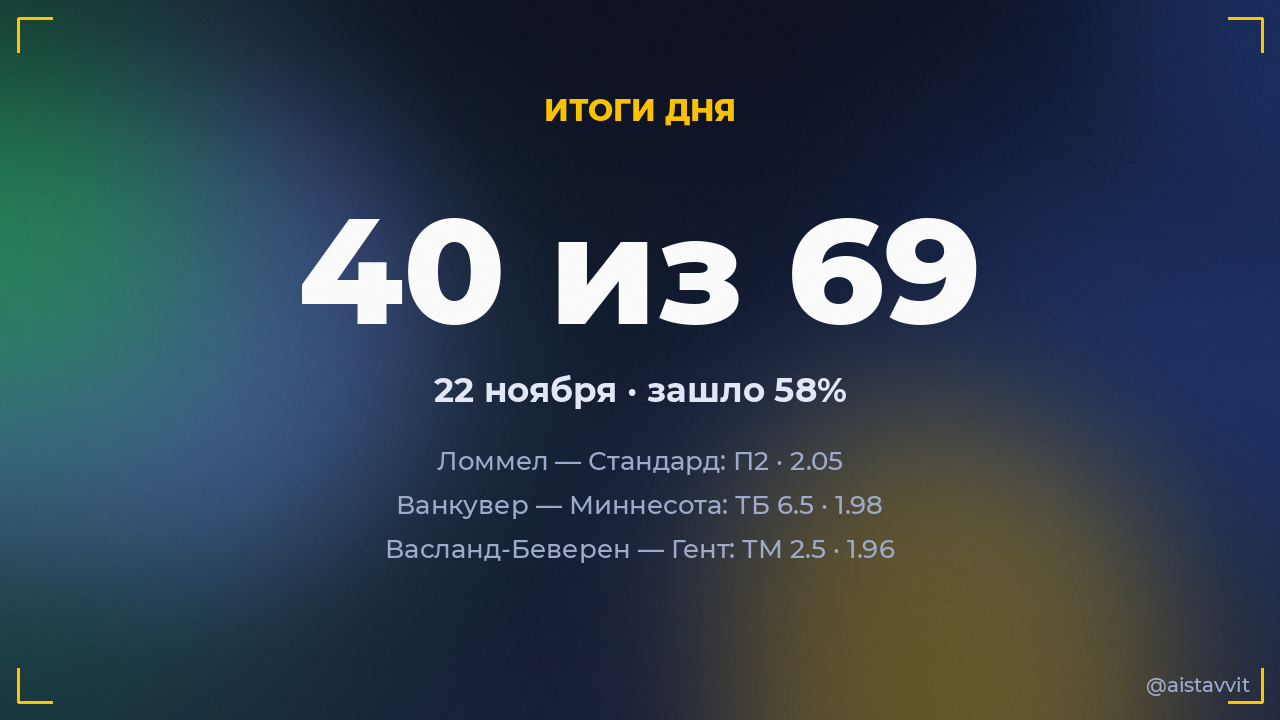 ИТОГИ ДНЯ
40 из 69
22 ноября · зашло 58%
Ломмел — Стандард: П2 · 2.05
Ванкувер — Миннесота: ТБ 6.5 · 1.98
Васланд-Беверен — Гент: ТМ 2.5 · 1.96
@aistavvit